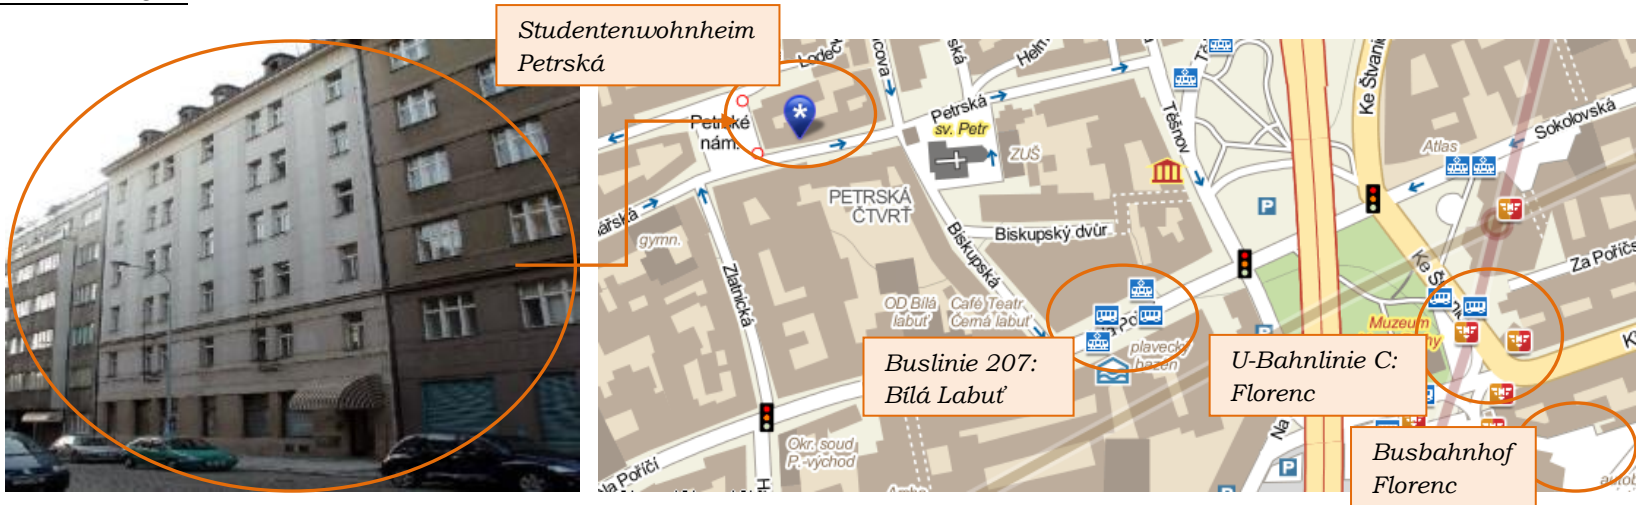 Studentenwohnheim
Petrská
Petrské
nám.
Petrská
sv. Petr
ZUŠ
Těšnov
Ke Štvanici
Atlas
Sokolovská
PETRSKÁ
ČTVRŤ
gymn.
Zlatnická
Biskupská
Biskupský dvůr
Za Poříčs
OD Bílá
labuť
Café Teatr
Černá labuť
plavecký
bazén
Muzeum
Buslinie 207:
Bílá Labuť
U-Bahnlinie C:
Florenc
Okr. soud
P.-východ
Na Poříčí
Na
Busbahnhof
Florenc